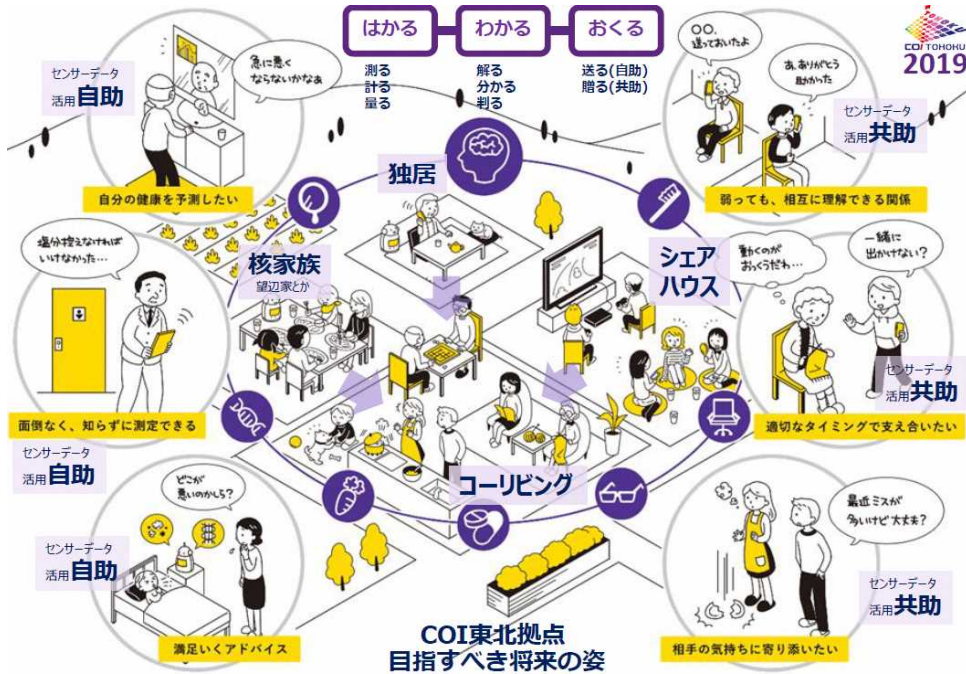 はかる
わかる
おくる
測る
計る
量る
解る
分かる
判る
送る(自助)
贈る(共助)
COI TOHOKU
2019
センサーデータ
活用自助
急に悪く
ならないかなぁ
自分の健康を予測したい
〇〇、
送っておいたよ
あ、ありがとう
助かった
センサーデータ
活用共助
弱っても、相互に理解できる関係
独居
核家族
望辺家とか
シェア
ハウス
塩分控えなければ
いけなかった…
面倒なく、知らずに測定できる
センサーデータ
活用自助
動くのが
おっくうだわ…
一緒に
出かけない?
センサーデータ
活用共助
適切なタイミングで支え合いたい
コーリビング
どこが
悪いのかしら?
センサーデータ
活用自助
満足いくアドバイス
最近ミスが
多いけど大丈夫?
センサーデータ
活用共助
相手の気持ちに寄り添いたい
COI東北拠点
目指すべき将来の姿